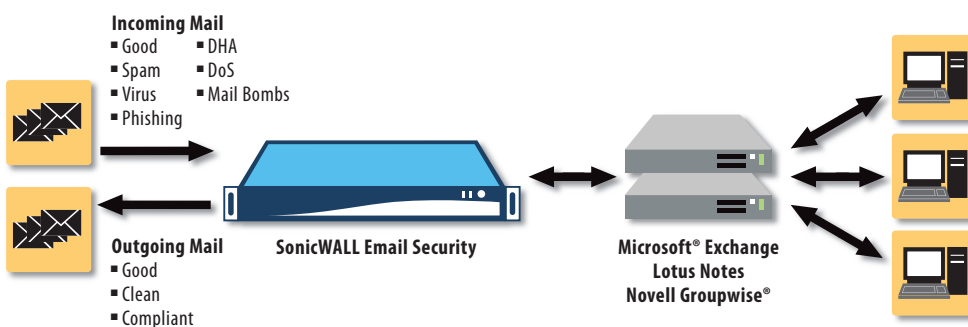 Incoming Mail
▪ Good ▪ DHA
▪ Spam ▪ DoS
▪ Virus ▪ Mail Bombs
▪ Phishing
Outgoing Mail
▪ Good
▪ Clean
▪ Compliant
SonicWALL Email Security
Microsoft® Exchange
Lotus Notes
Novell Groupwise®